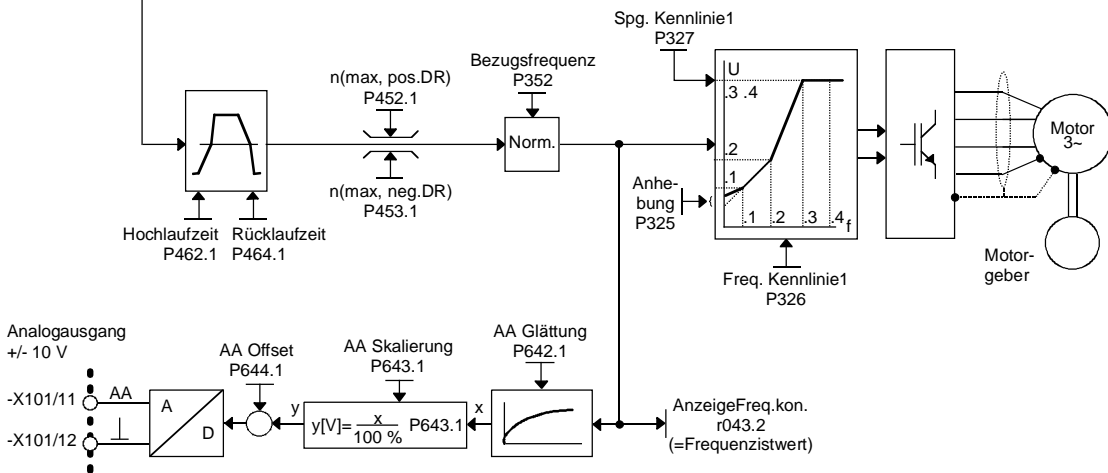 Spg. Kennlinie1
P327
n(max, pos.DR)
P452.1
Bezugsfrequenz
P352
U
.3 .4
.2
.1
.1 .2 .3 .4 f
Norm.
Motor
3~
Anhe-
bung
P325
n(max, neg.DR)
P453.1
Hochlaufzeit
P462.1
Rücklaufzeit
P464.1
Freq. Kennlinie1
P326
Motor-
geber
Analogausgang
+/- 10 V
-X101/11
AA
-X101/12
A
D
AA Offset
P644.1
y
AA Skalierung
P643.1
y[V]= x P643.1
100 %
x
AA Glättung
P642.1
AnzeigeFreq.kon.
r043.2
(=Frequenzistwert)